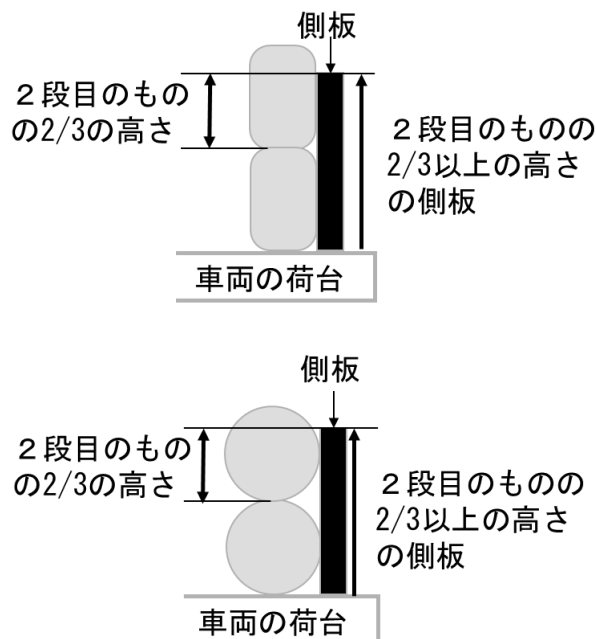 側板
２段目のもの
の2/3の高さ
２段目のものの
2/3以上の高さ
の側板
車両の荷台
側板
２段目のもの
の2/3の高さ
２段目のものの
2/3以上の高さ
の側板
車両の荷台